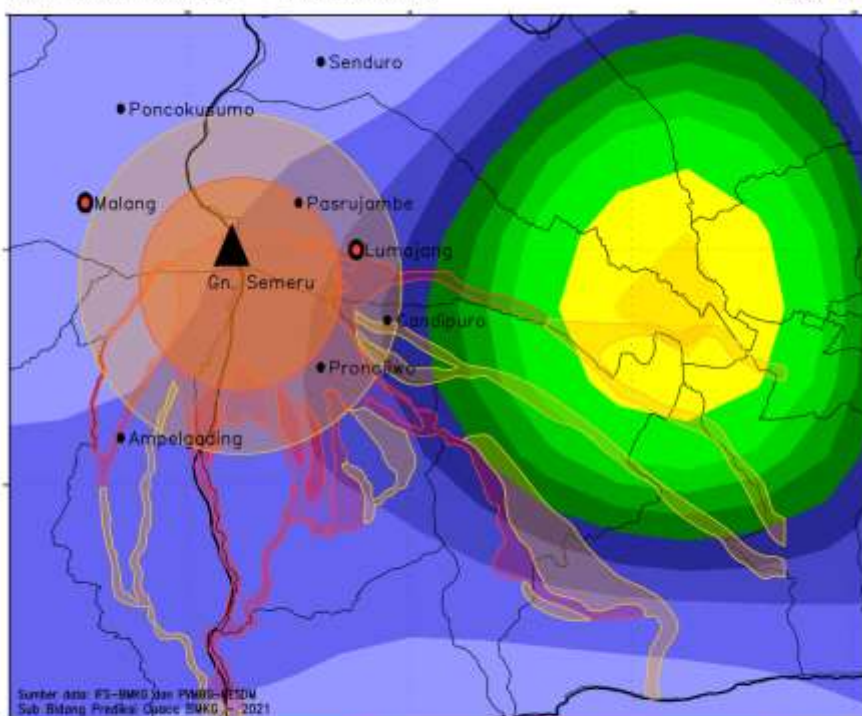 Senduro
Poncokusumo
Malang
Pasrujambe
Lumajang
Gn. Semeru
Candipuro
Pronojiwo
Ampelgading
Sumber data: IFS-BMKG dan PVMBG-KESDM
Sub Bidang Prediksi Cuaca BMKG - 2021